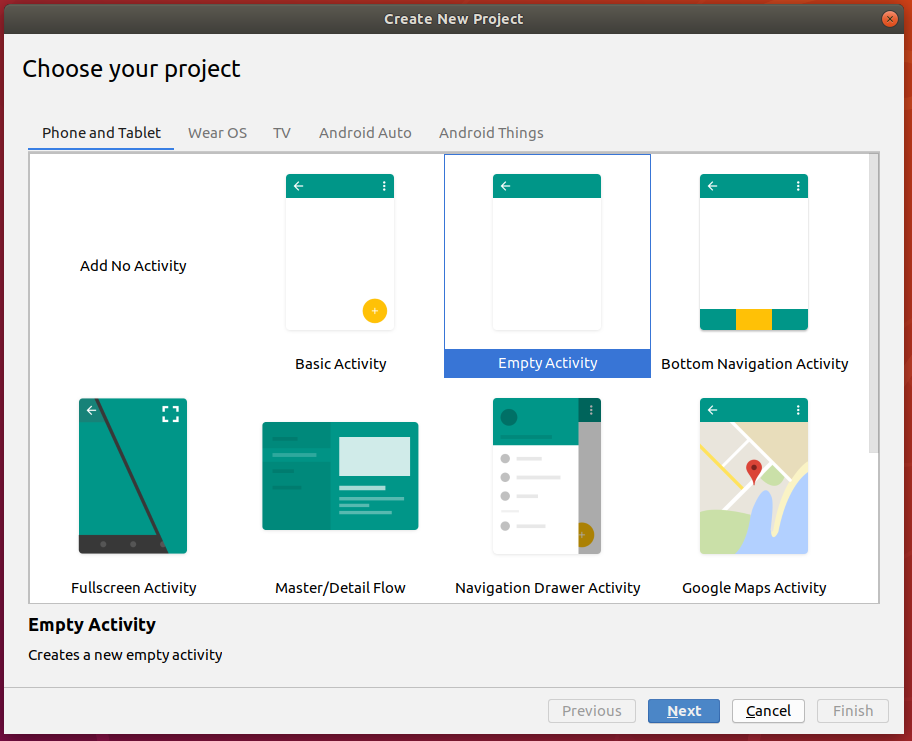 Create New Project
Choose your project
Phone and Tablet Wear OS TV Android Auto Android Things
Add No Activity
Basic Activity
Empty Activity
Bottom Navigation Activity
Fullscreen Activity
Master/Detail Flow
Navigation Drawer Activity
Google Maps Activity
Empty Activity
Creates a new empty activity
Previous Next Cancel Finish